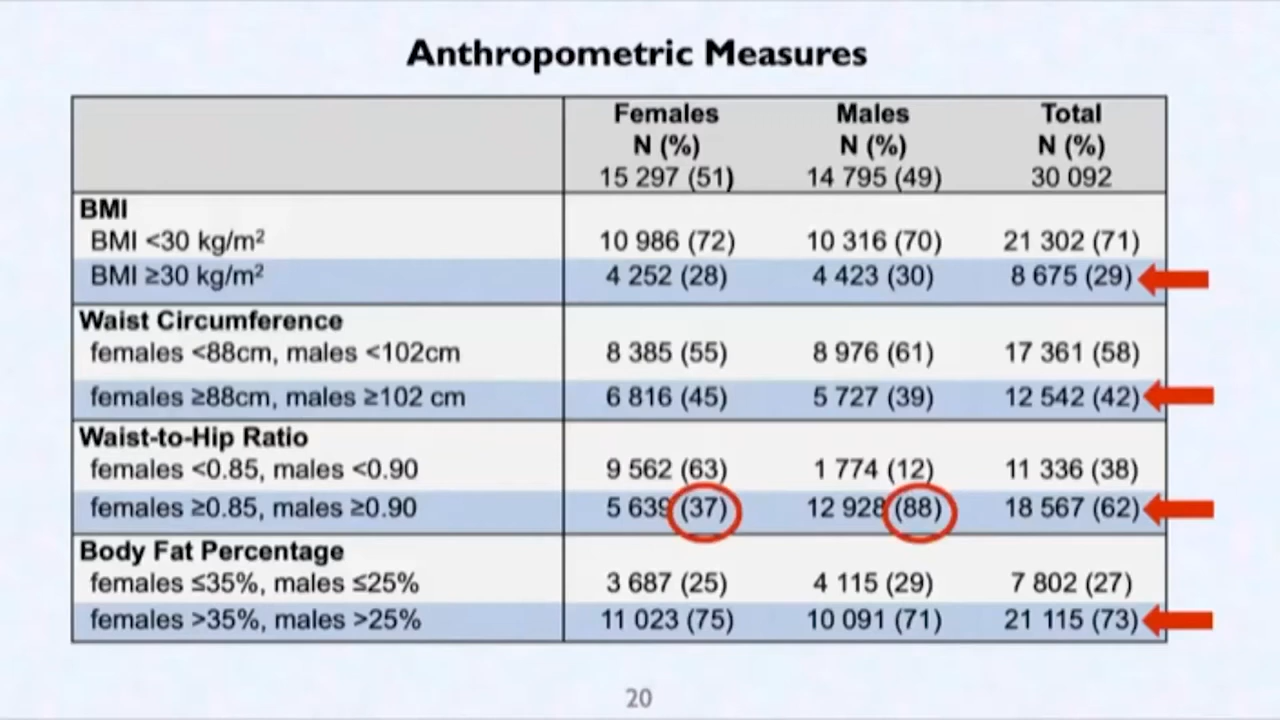 Anthropometric Measures
Females Males Total
N (%) N (%) N (%)
15 297 (51) 14 795 (49) 30 092
BMI
BMI <30 kg/m² 10 986 (72) 10 316 (70) 21 302 (71)
BMI ≥30 kg/m² 4 252 (28) 4 423 (30) 8 675 (29)
Waist Circumference
females <88cm, males <102cm 8 385 (55) 8 976 (61) 17 361 (58)
females ≥88cm, males ≥102 cm 6 816 (45) 5 727 (39) 12 542 (42)
Waist-to-Hip Ratio
females <0.85, males <0.90 9 562 (63) 1 774 (12) 11 336 (38)
females ≥0.85, males ≥0.90 5 639 (37) 12 928 (88) 18 567 (62)
Body Fat Percentage
females ≤35%, males ≤25% 3 687 (25) 4 115 (29) 7 802 (27)
females >35%, males >25% 11 023 (75) 10 091 (71) 21 115 (73)
20